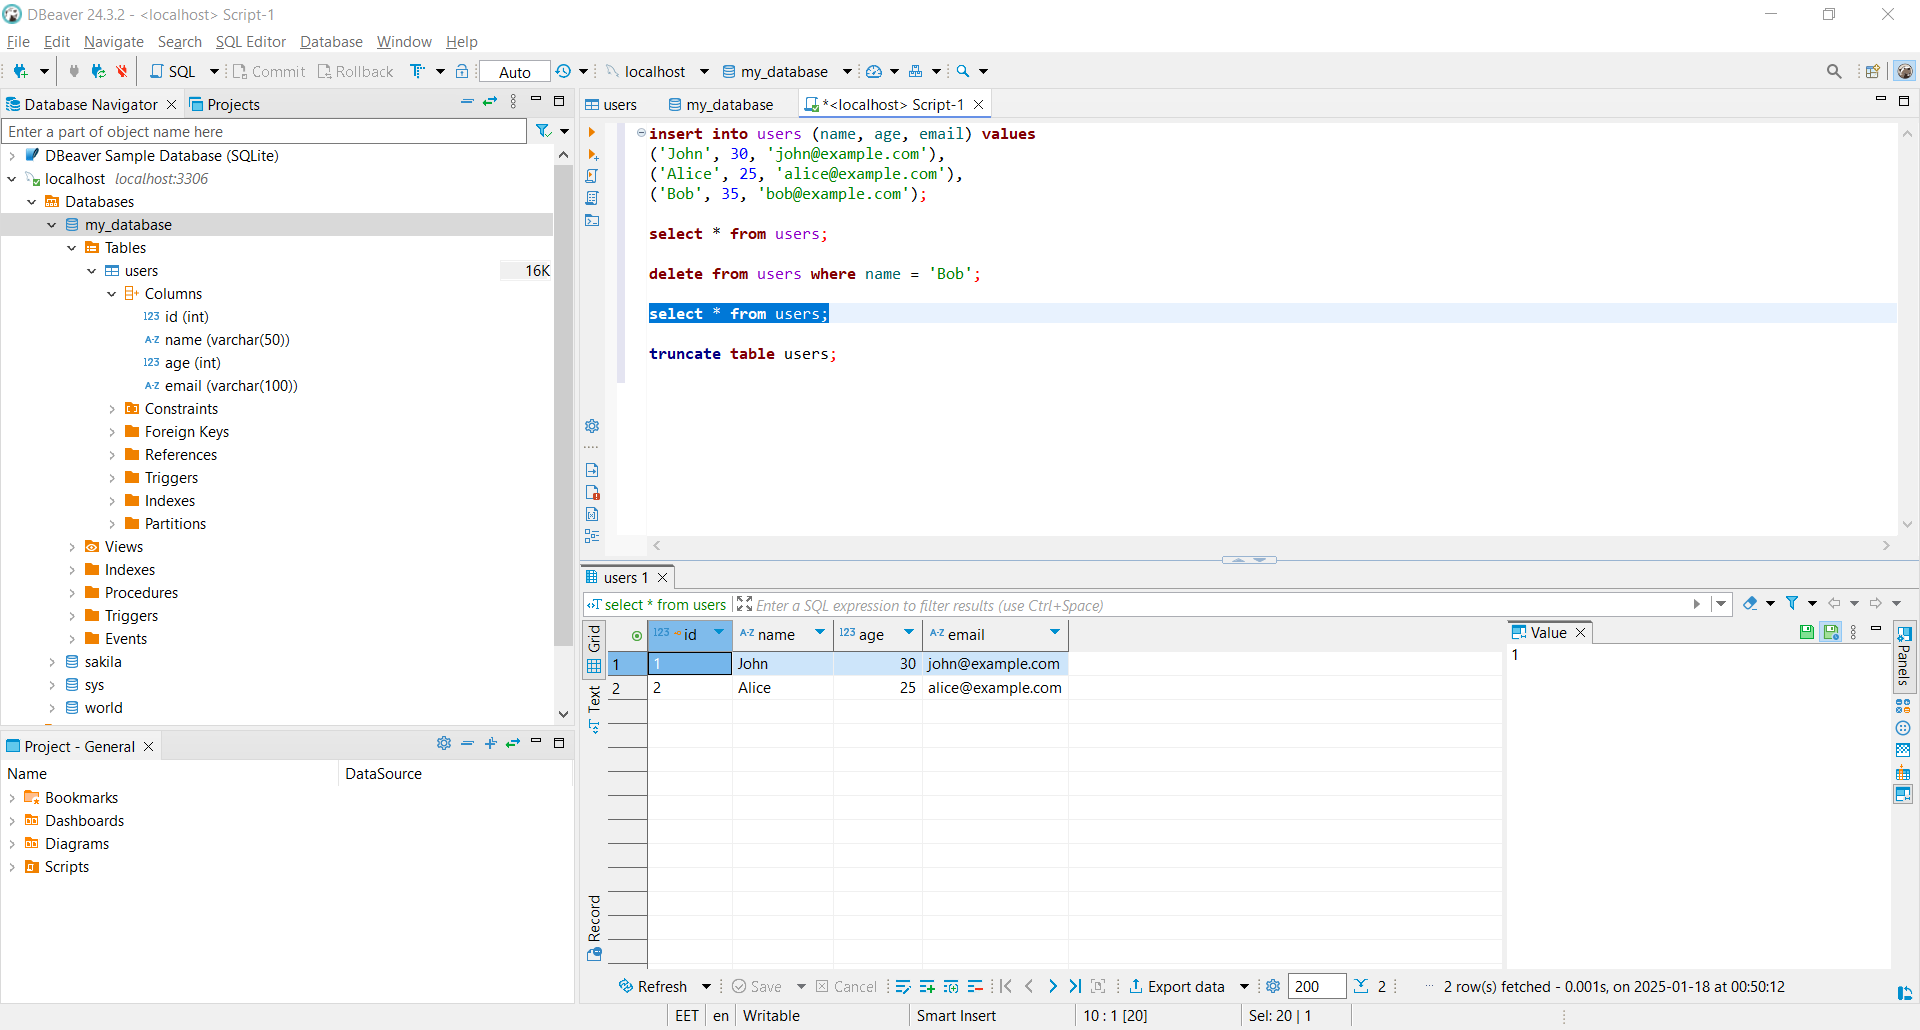 DBeaver 24.3.2 - <localhost> Script-1
File Edit Navigate Search SQL Editor Database Window Help
SQL Commit Rollback Auto localhost my_database
Database Navigator Projects
Enter a part of object name here
DBeaver Sample Database (SQLite)
localhost localhost:3306
Databases
my_database
Tables
users 16K
Columns
123 id (int)
A-Z name (varchar(50))
123 age (int)
A-Z email (varchar(100))
Constraints
Foreign Keys
References
Triggers
Indexes
Partitions
Views
Indexes
Procedures
Triggers
Events
sakila
sys
world
Project - General
Name DataSource
Bookmarks
Dashboards
Diagrams
Scripts
users my_database *<localhost> Script-1
insert into users (name, age, email) values
('John', 30, 'john@example.com'),
('Alice', 25, 'alice@example.com'),
('Bob', 35, 'bob@example.com');
select * from users;
delete from users where name = 'Bob';
select * from users;
truncate table users;
users 1
select * from users Enter a SQL expression to filter results (use Ctrl+Space)
Grid
Text
Record
123 id A-Z name 123 age A-Z email
1 1 John 30 john@example.com
2 2 Alice 25 alice@example.com
Value
1
Panels
Refresh Save Cancel Export data 200 2 2 row(s) fetched - 0.001s, on 2025-01-18 at 00:50:12
EET en Writable Smart Insert 10 : 1 [20] Sel: 20 | 1